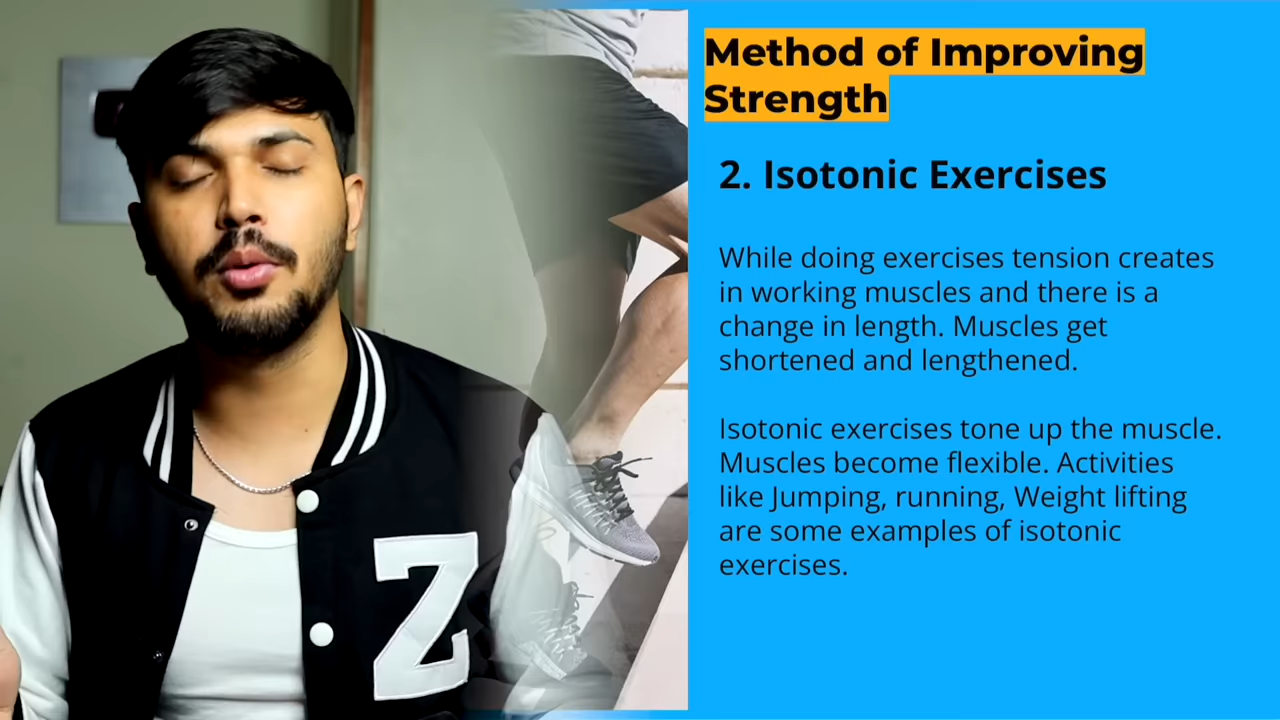 Method of Improving
Strength
2. Isotonic Exercises
While doing exercises tension creates
in working muscles and there is a
change in length. Muscles get
shortened and lengthened.
Isotonic exercises tone up the muscle.
Muscles become flexible. Activities
like Jumping, running, Weight lifting
are some examples of isotonic
exercises.
Z